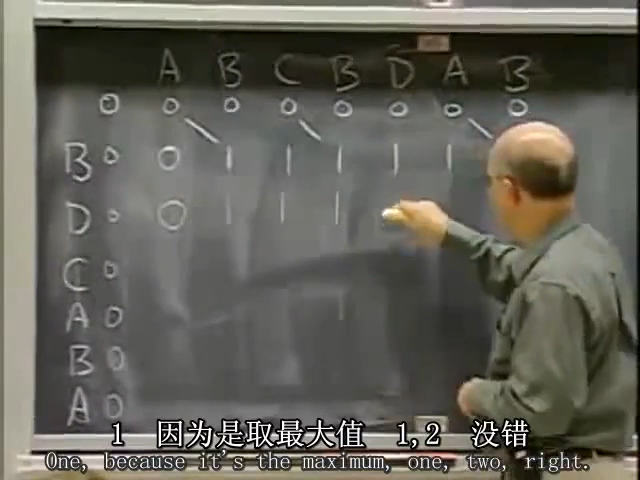 A B C B D A B
0 0 0 0 0 0 0 0
B 0 0 1 1 1 1 1
D 0 0 1 1 1
C 0
A 0
B 0
A 0
1 因为是取最大值 1,2 没错
One, because it's the maximum, one, two, right.